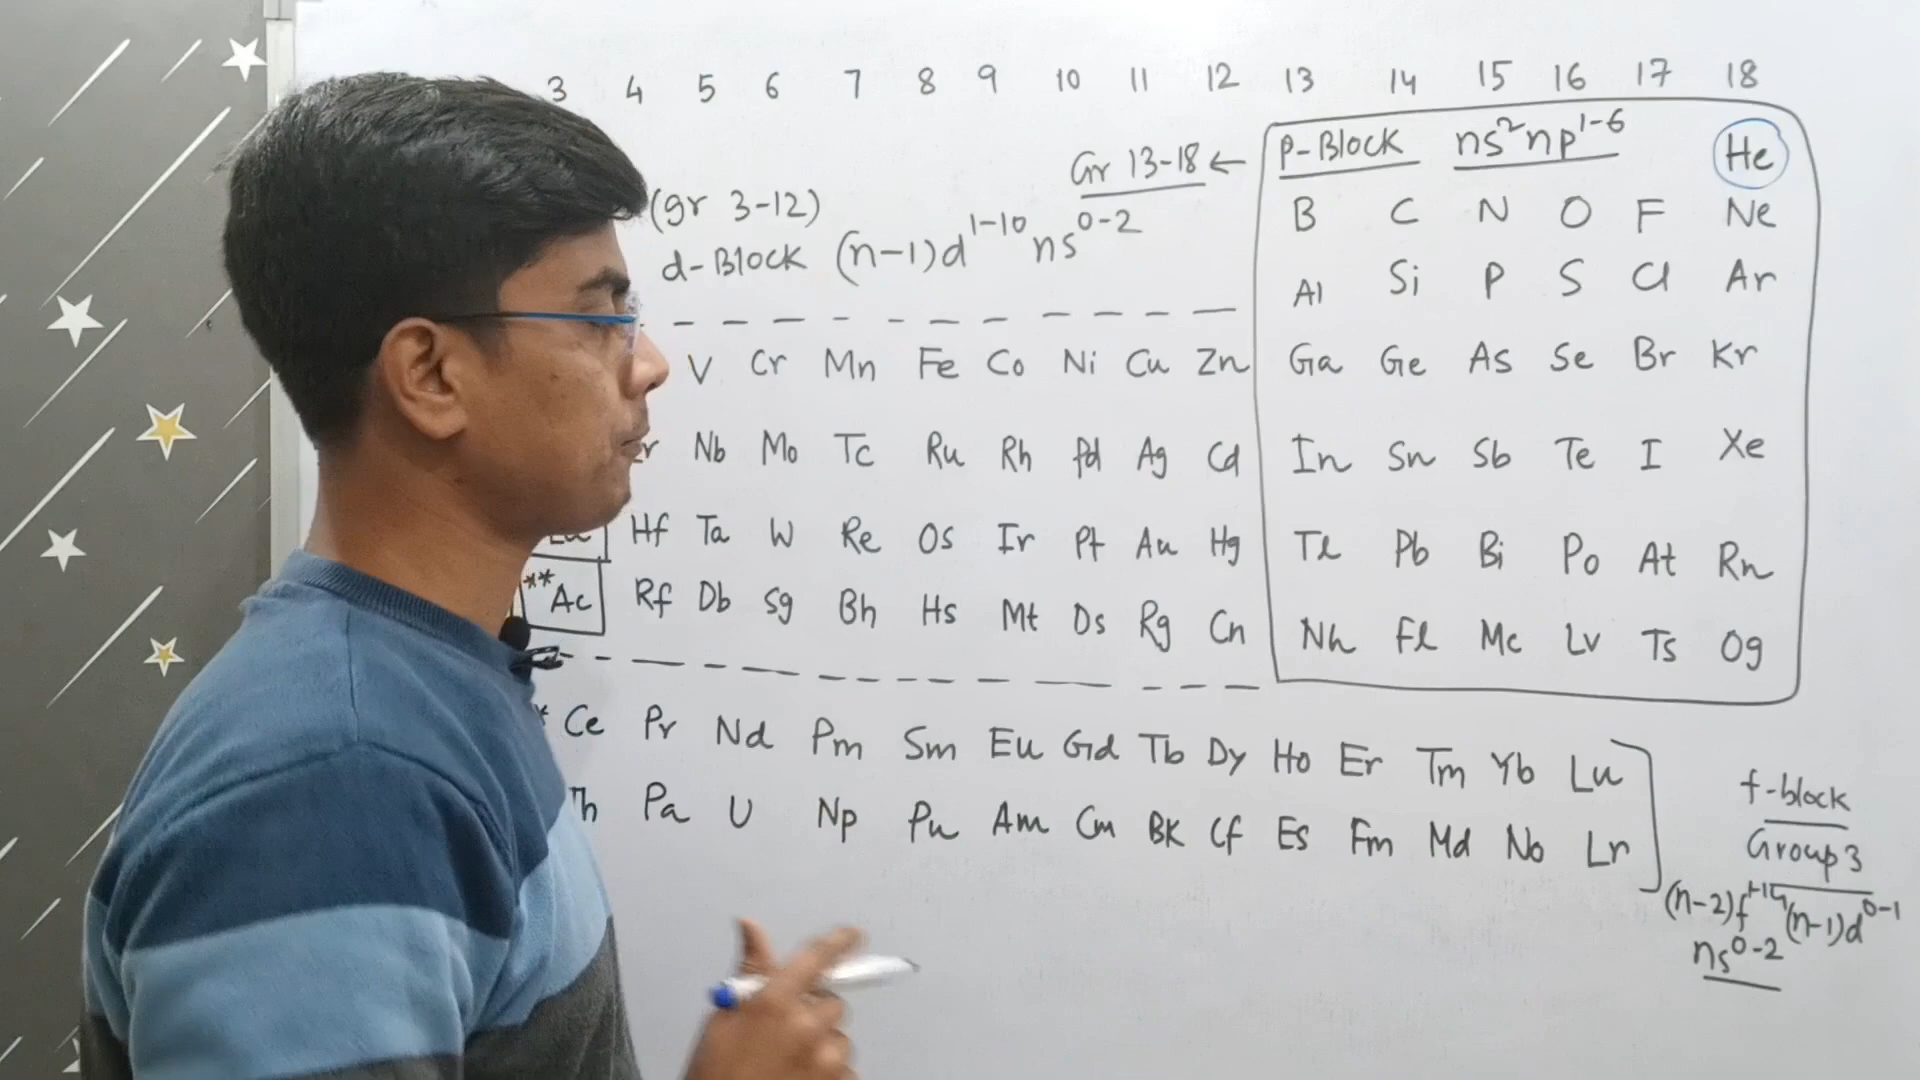 3 4 5 6 7 8 9 10 11 12 13 14 15 16 17 18
P-Block ns²np¹⁻⁶ He
Gr 13-18 ←
(gr 3-12)
d-Block (n-1)d¹⁻¹⁰ ns⁰⁻²
B C N O F Ne
Al Si P S Cl Ar
V Cr Mn Fe Co Ni Cu Zn Ga Ge As Se Br Kr
Nb Mo Tc Ru Rh Pd Ag Cd In Sn Sb Te I Xe
Hf Ta W Re Os Ir Pt Au Hg Tl Pb Bi Po At Rn
**Ac Rf Db Sg Bh Hs Mt Ds Rg Cn Nh Fl Mc Lv Ts Og
* Ce Pr Nd Pm Sm Eu Gd Tb Dy Ho Er Tm Yb Lu
Th Pa U Np Pu Am Cm BK Cf Es Fm Md No Lr
f-block
Group 3
(n-2)f¹⁻¹⁴(n-1)d⁰⁻¹
ns⁰⁻²